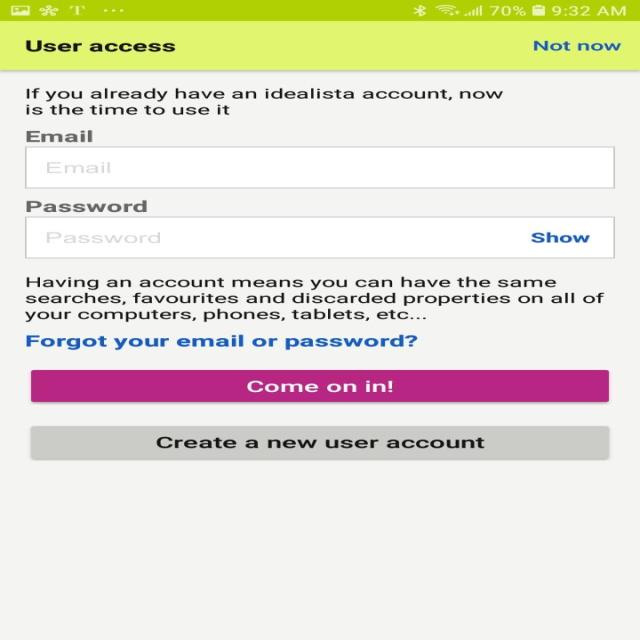 T ... 70% 9:32 AM
User access Not now
If you already have an idealista account, now
is the time to use it
Email
Email
Password
Password Show
Having an account means you can have the same
searches, favourites and discarded properties on all of
your computers, phones, tablets, etc...
Forgot your email or password?
Come on in!
Create a new user account